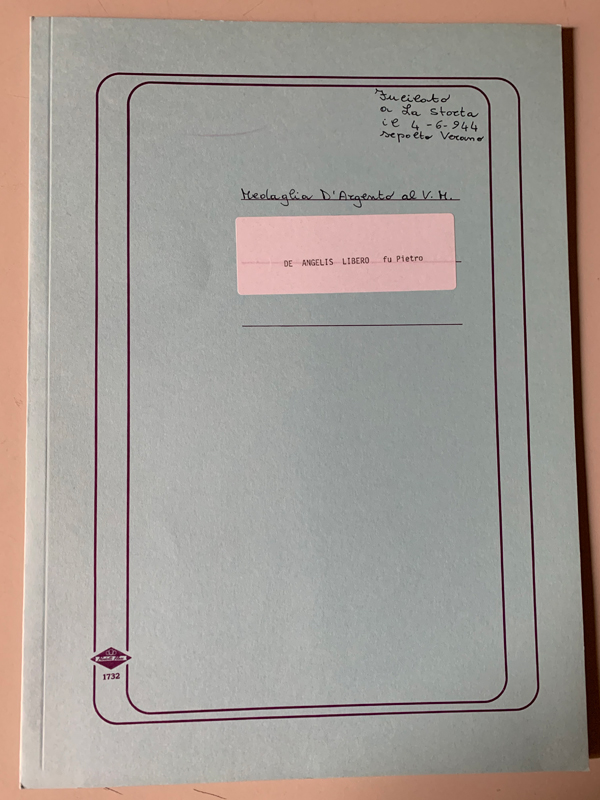 Fucilato
a La Storta
il 4-6-944
sepolto Verano
Medaglia D'Argento al V. M.
DE ANGELIS LIBERO fu Pietro
1732